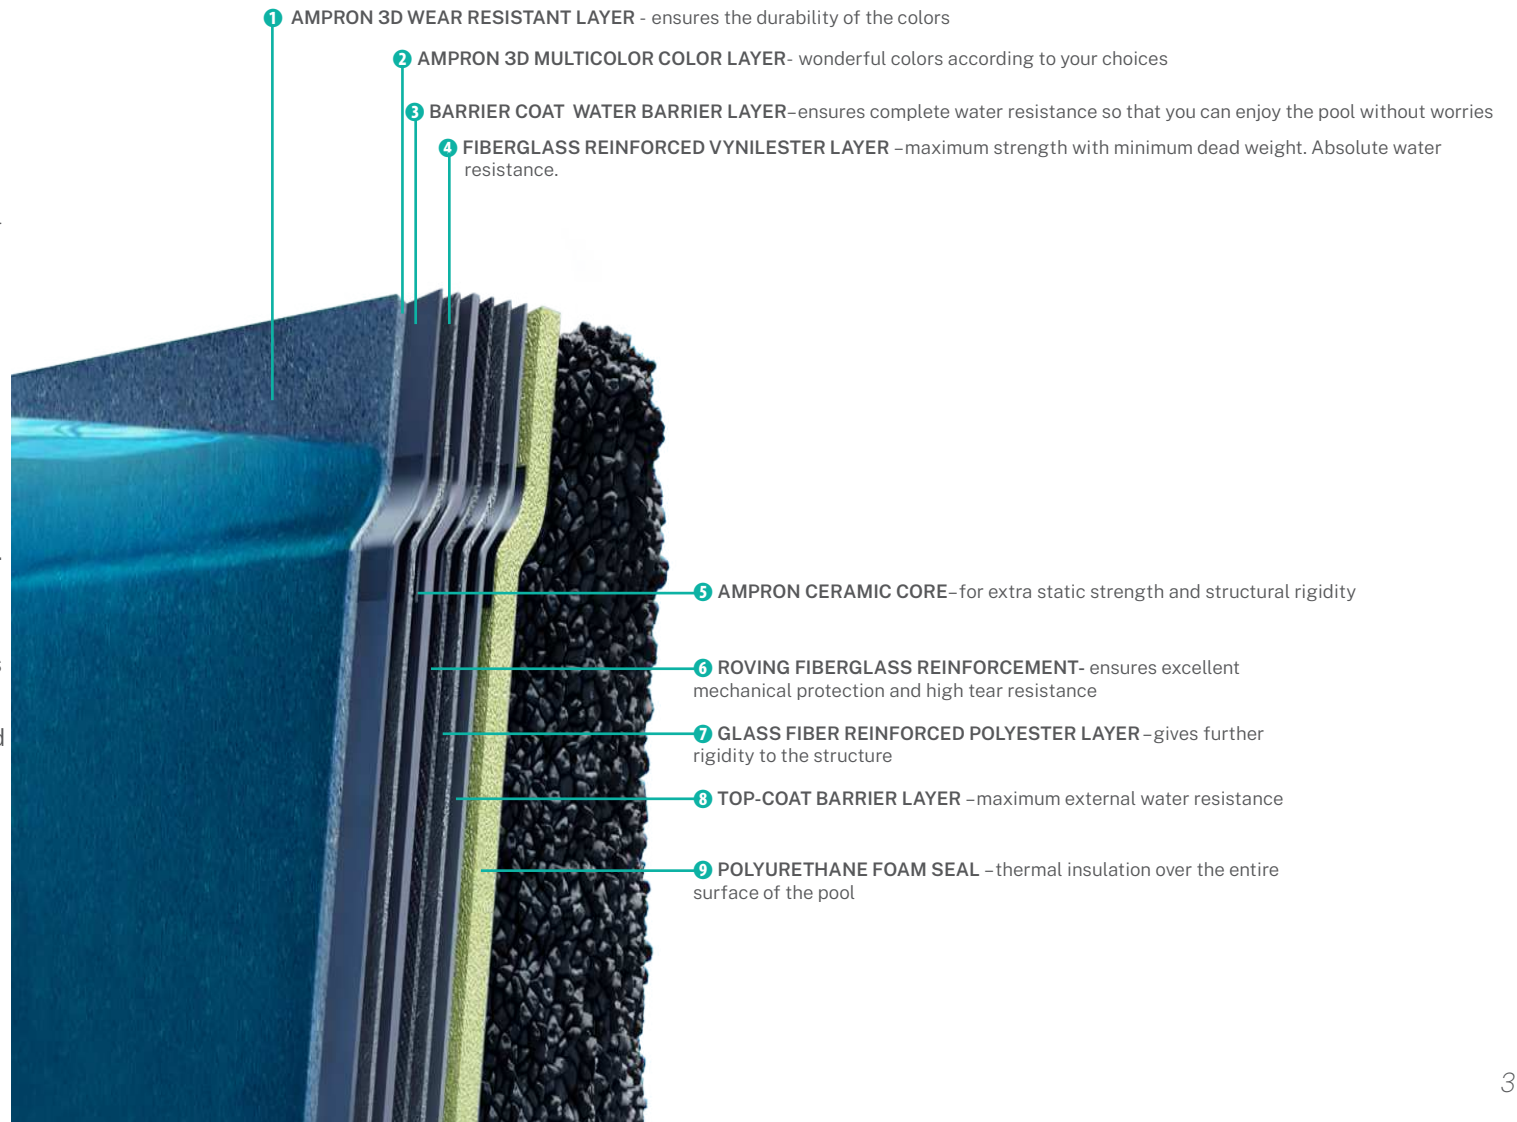 1 AMPRON 3D WEAR RESISTANT LAYER - ensures the durability of the colors
2 AMPRON 3D MULTICOLOR COLOR LAYER- wonderful colors according to your choices
3 BARRIER COAT  WATER BARRIER LAYER–ensures complete water resistance so that you can enjoy the pool without worries
4 FIBERGLASS REINFORCED VYNILESTER LAYER –maximum strength with minimum dead weight. Absolute water
resistance.
5 AMPRON CERAMIC CORE–for extra static strength and structural rigidity
6 ROVING FIBERGLASS REINFORCEMENT- ensures excellent
mechanical protection and high tear resistance
7 GLASS FIBER REINFORCED POLYESTER LAYER –gives further
rigidity to the structure
8 TOP-COAT BARRIER LAYER –maximum external water resistance
9 POLYURETHANE FOAM SEAL –thermal insulation over the entire
surface of the pool
3